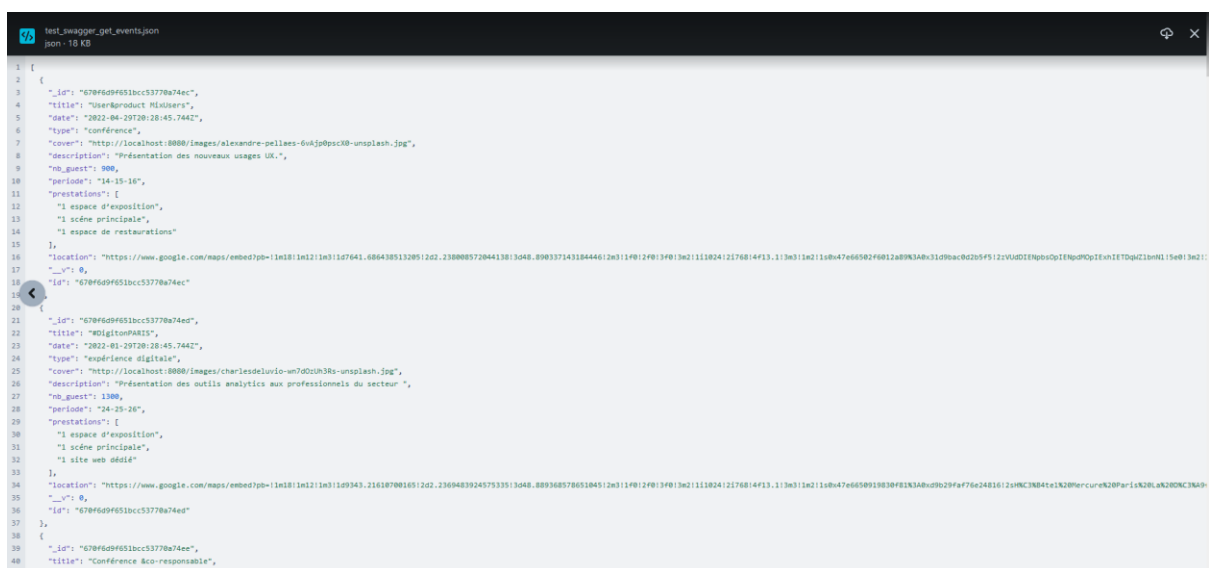 test_swagger_get_events.json
json · 18 KB
1 [
2 {
3 "_id": "670f6d9f651bcc53770a74ec",
4 "title": "User&product MixUsers",
5 "date": "2022-04-29T20:28:45.744Z",
6 "type": "conférence",
7 "cover": "http://localhost:8080/images/alexandre-pellaes-6vAjp0pscX0-unsplash.jpg",
8 "description": "Présentation des nouveaux usages UX.",
9 "nb_guest": 900,
10 "periode": "14-15-16",
11 "prestations": [
12 "1 espace d’exposition",
13 "1 scéne principale",
14 "1 espace de restaurations"
15 ],
16 "location": "https://www.google.com/maps/embed?pb=!1m18!1m12!1m3!1d7641.686438513205!2d2.238008572044138!3d48.890337143184446!2m3!1f0!2f0!3f0!3m2!1i1024!2i768!4f13.1!3m3!1m2!1s0x47e66502f6012a89%3A0x31d9bac0d2b5f5!2zVUdDIENpbsOpIENpdMOpIExhIETDqWZlbnNl!5e0!3m2!
17 "__v": 0,
18 "id": "670f6d9f651bcc53770a74ec"
19 ,
20 {
21 "_id": "670f6d9f651bcc53770a74ed",
22 "title": "#DigitonPARIS",
23 "date": "2022-01-29T20:28:45.744Z",
24 "type": "expérience digitale",
25 "cover": "http://localhost:8080/images/charlesdeluvio-wn7dOzUh3Rs-unsplash.jpg",
26 "description": "Présentation des outils analytics aux professionnels du secteur ",
27 "nb_guest": 1300,
28 "periode": "24-25-26",
29 "prestations": [
30 "1 espace d’exposition",
31 "1 scéne principale",
32 "1 site web dédié"
33 ],
34 "location": "https://www.google.com/maps/embed?pb=!1m18!1m12!1m3!1d9343.21610700165!2d2.2369483924575335!3d48.889368578651045!2m3!1f0!2f0!3f0!3m2!1i1024!2i768!4f13.1!3m3!1m2!1s0x47e6650919830f81%3A0xd9b29faf76e24816!2sH%C3%B4tel%20Mercure%20Paris%20La%20D%C3%A9
35 "__v": 0,
36 "id": "670f6d9f651bcc53770a74ed"
37 },
38 {
39 "_id": "670f6d9f651bcc53770a74ee",
40 "title": "Conférence &co-responsable",